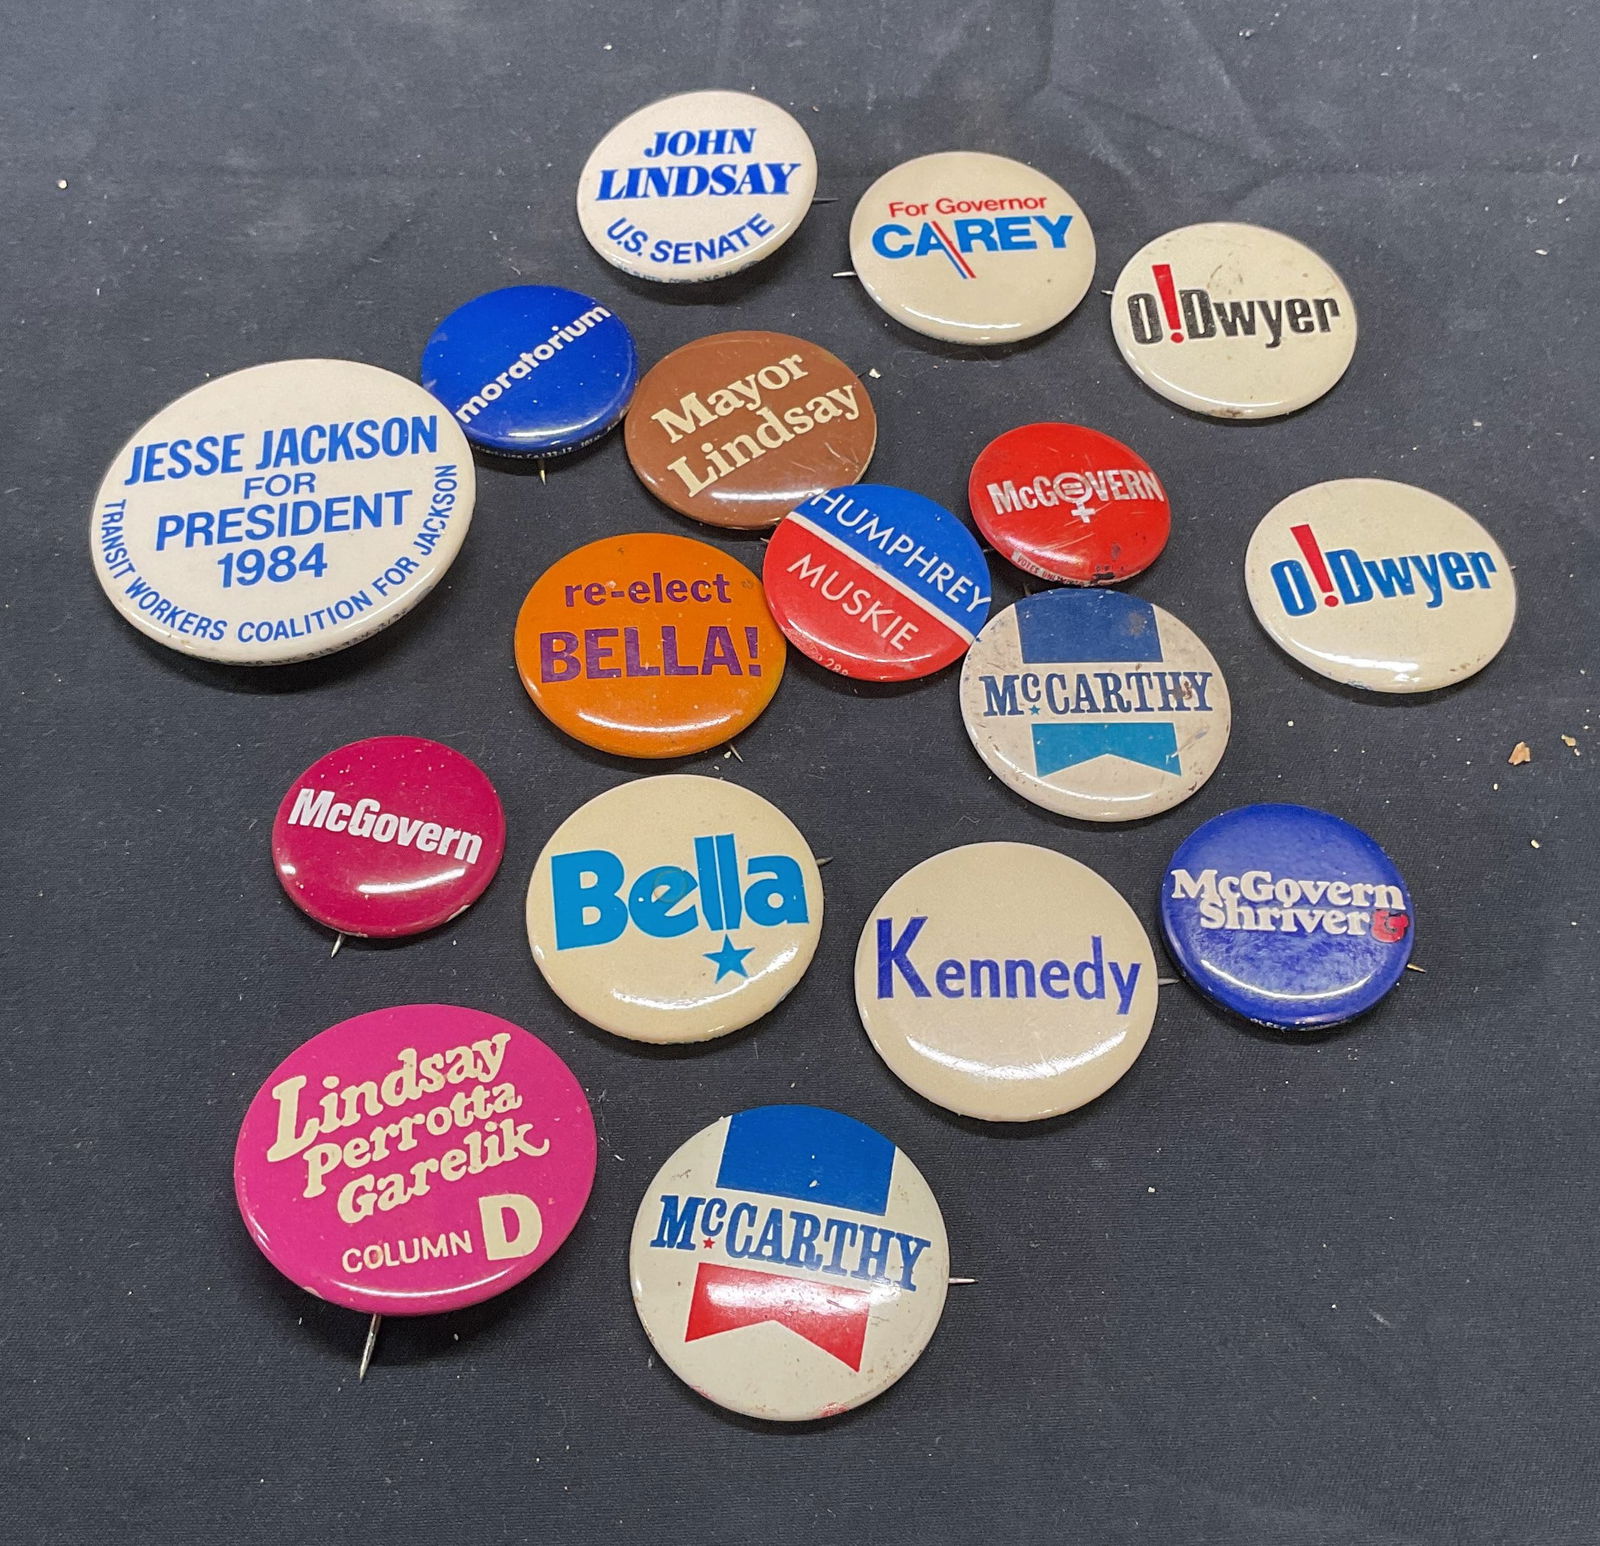 JOHN
LINDSAY
U.S. SENATE
For Governor
CAREY
O!Dwyer
moratorium
Mayor
Lindsay
JESSE JACKSON
FOR
PRESIDENT
1984
TRANSIT WORKERS COALITION FOR JACKSON
McGOVERN
HUMPHREY
MUSKIE
O!Dwyer
re-elect
BELLA!
McCARTHY
McGovern
Bella
Kennedy
McGovern
Shriver &
Lindsay
Perrotta
Garelik
COLUMN D
McCARTHY